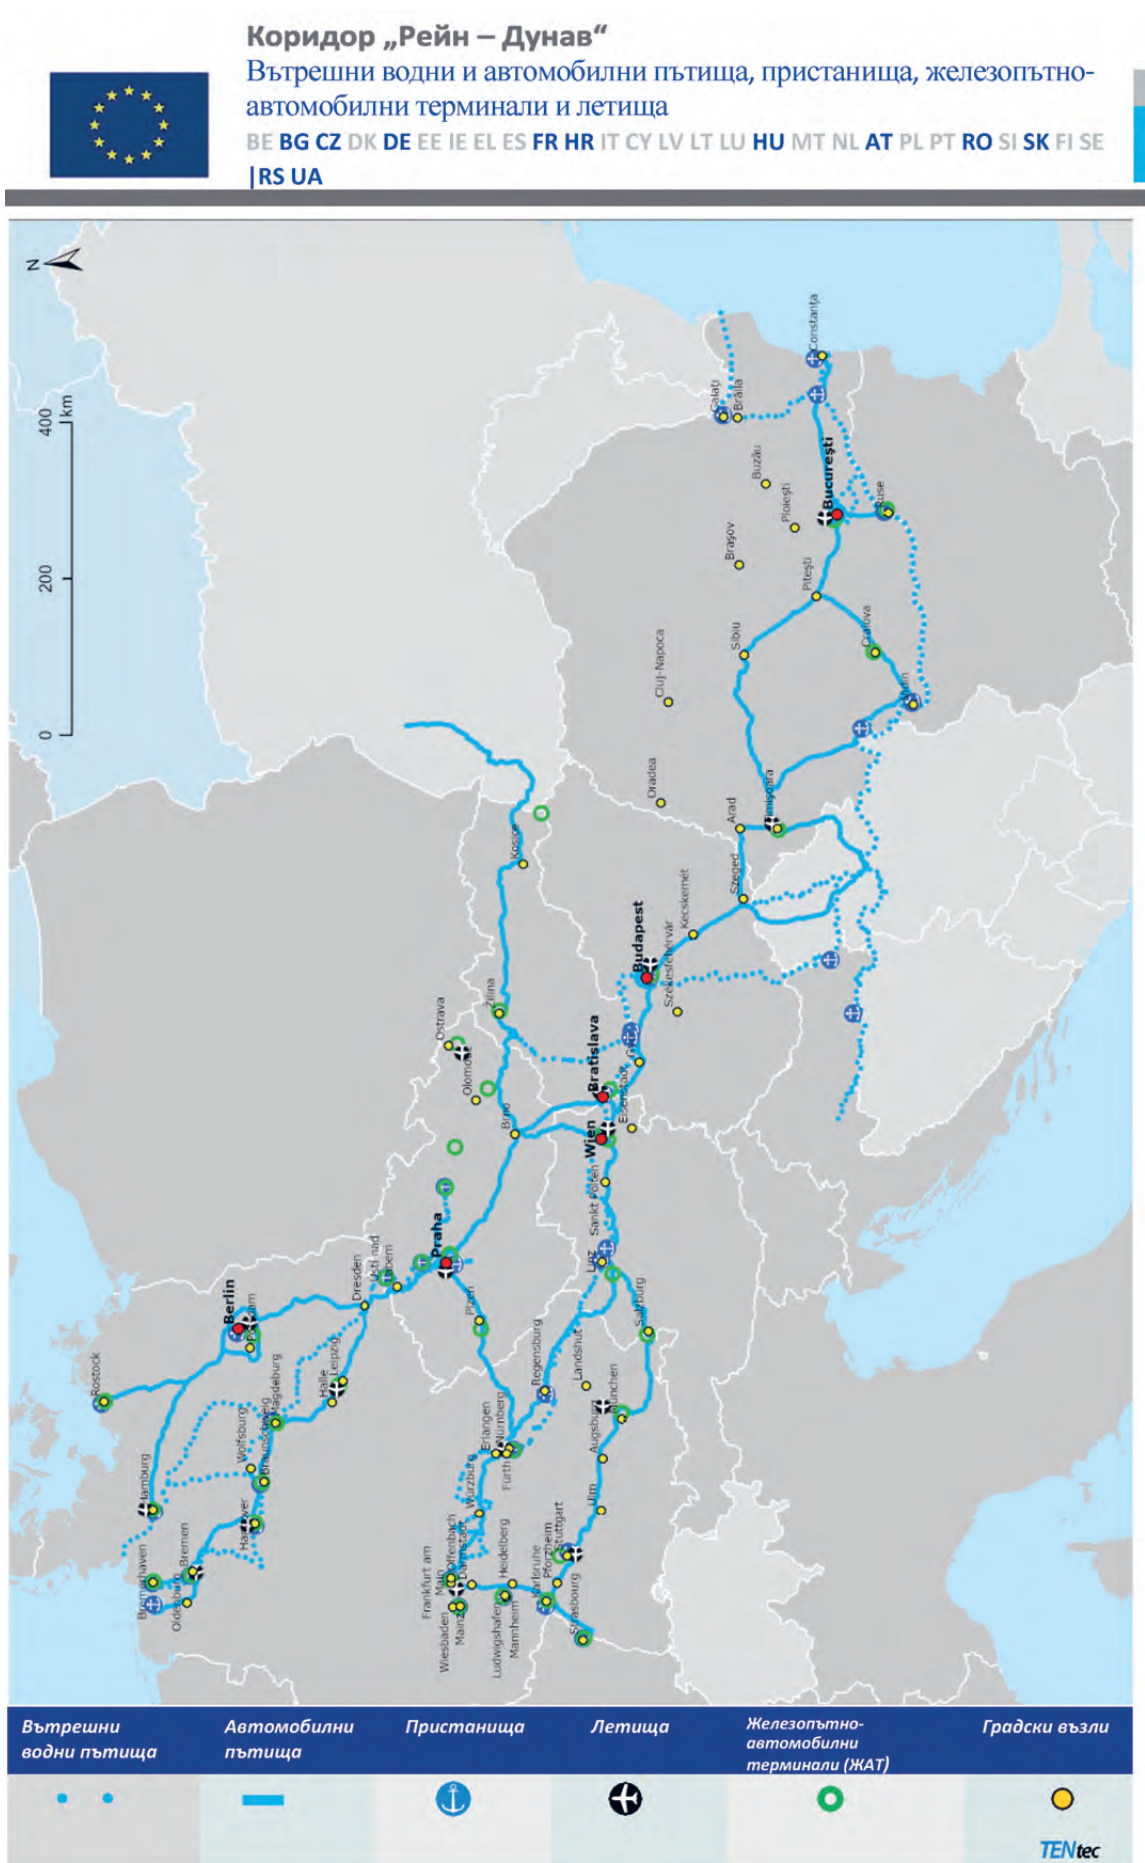 Коридор „Рейн – Дунав“
Вътрешни водни и автомобилни пътища, пристанища, железопътно-
автомобилни терминали и летища
BE BG CZ DK DE EE IE EL ES FR HR IT CY LV LT LU HU MT NL AT PL PT RO SI SK FI SE
|RS UA
N
0
200
400
km
Rostock
Hamburg
Bremerhaven
Bremen
Oldenburg
Berlin
Wolfsburg
Braunschweig
Magdeburg
Hannover
Halle
Leipzig
Dresden
Ústí nad
Labem
Praha
Plzen
Ostrava
Olomouc
Brno
Žilina
Kosice
Frankfurt am
Main
Offenbach
Darmstadt
Wiesbaden
Mainz
Würzburg
Erlangen
Nürnberg
Fürth
Regensburg
Ludwigshafen
Mannheim
Heidelberg
Karlsruhe
Pforzheim
Stuttgart
Strasbourg
Ulm
Augsburg
München
Landshut
Salzburg
Linz
Sankt Pölten
Wien
Bratislava
Eisenstadt
Budapest
Székesfehérvár
Kecskemét
Szeged
Arad
Timișoara
Oradea
Cluj-Napoca
Sibiu
Brașov
Pitești
Craiova
Ploiești
Buzău
București
Ruse
Galați
Brăila
Constanța
Вътрешни
водни пътища
Автомобилни
пътища
Пристанища
Летища
Железопътно-
автомобилни
терминали (ЖАТ)
Градски възли
TENtec